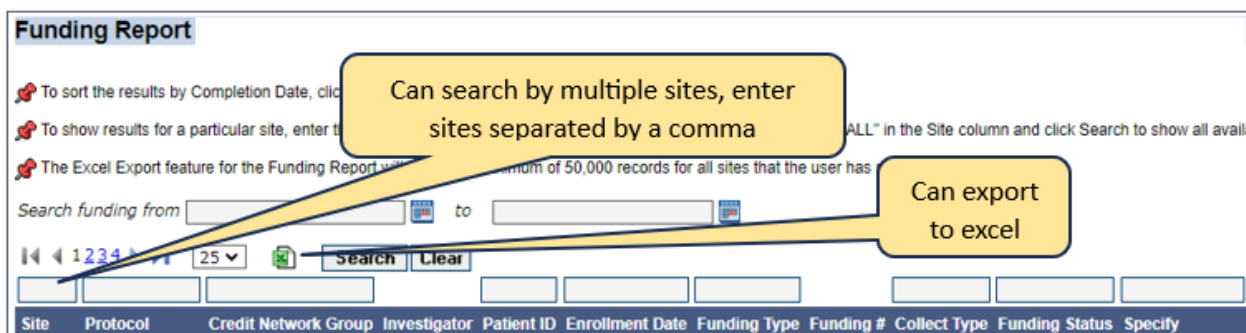 Funding Report
To sort the results by Completion Date, clic
Can search by multiple sites, enter
sites separated by a comma
To show results for a particular site, enter ALL" in the Site column and click Search to show all avail
The Excel Export feature for the Funding Report of 50,000 records for all sites that the user has
Can export
to excel
Search funding from to
1 2 3 4 25 Search Clear
Site Protocol Credit Network Group Investigator Patient ID Enrollment Date Funding Type Funding # Collect Type Funding Status Specify